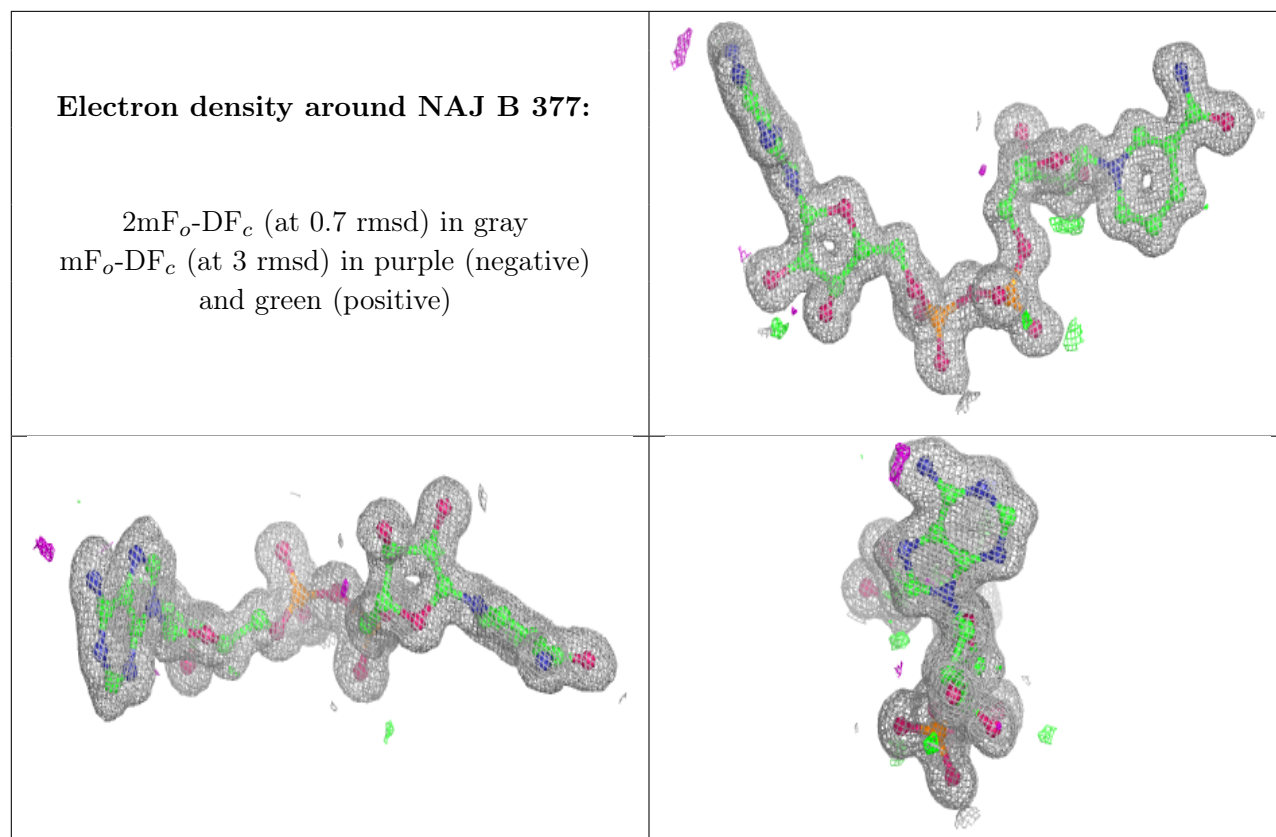 Electron density around NAJ B 377:
2mFₒ-DF𝒸 (at 0.7 rmsd) in gray
mFₒ-DF𝒸 (at 3 rmsd) in purple (negative)
and green (positive)